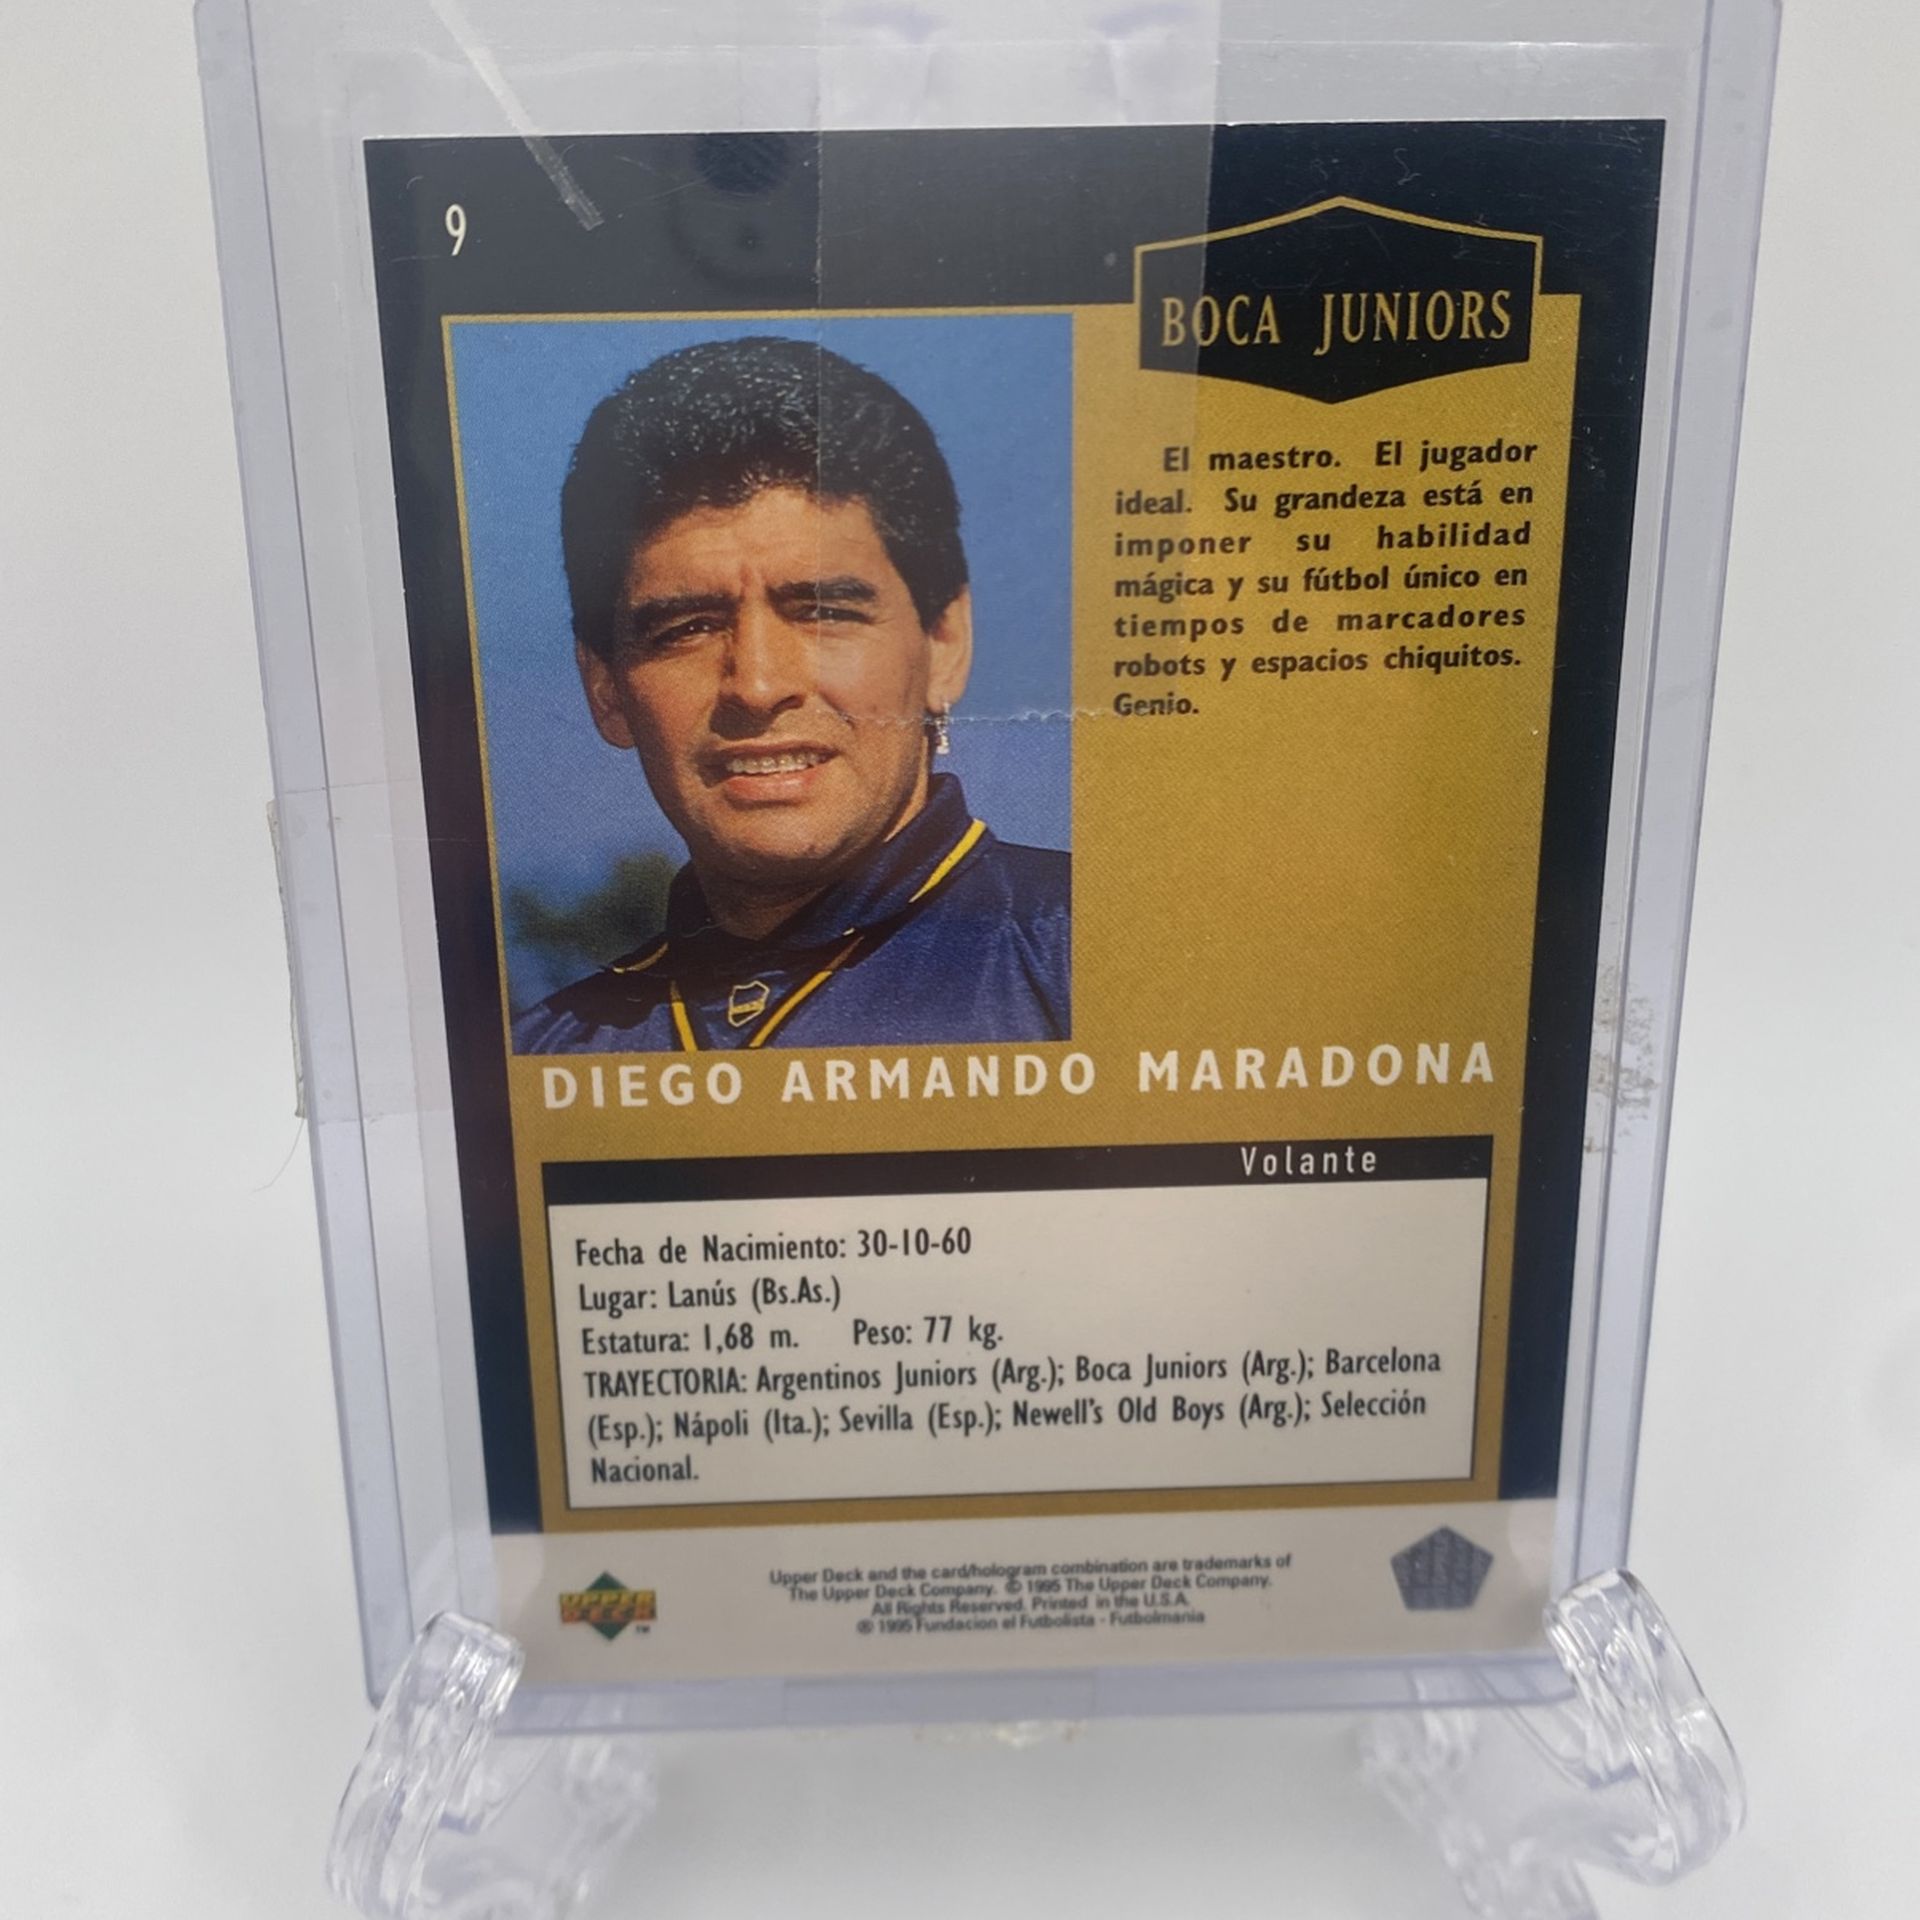 9
BOCA JUNIORS
El maestro. El jugador
ideal. Su grandeza está en
imponer su habilidad
mágica y su fútbol único en
tiempos de marcadores
robots y espacios chiquitos.
Genio.
DIEGO ARMANDO MARADONA
Volante
Fecha de Nacimiento: 30-10-60
Lugar: Lanús (Bs.As.)
Estatura: 1,68 m. Peso: 77 kg.
TRAYECTORIA: Argentinos Juniors (Arg.); Boca Juniors (Arg.); Barcelona
(Esp.); Nápoli (Ita.); Sevilla (Esp.); Newell's Old Boys (Arg.); Selección
Nacional.
Upper Deck and the card/hologram combination are trademarks of
The Upper Deck Company. © 1995 The Upper Deck Company.
All Rights Reserved. Printed in the U.S.A.
® 1995 Fundacion el Futbolista - Futbolmania
UPPER
DECK
TM